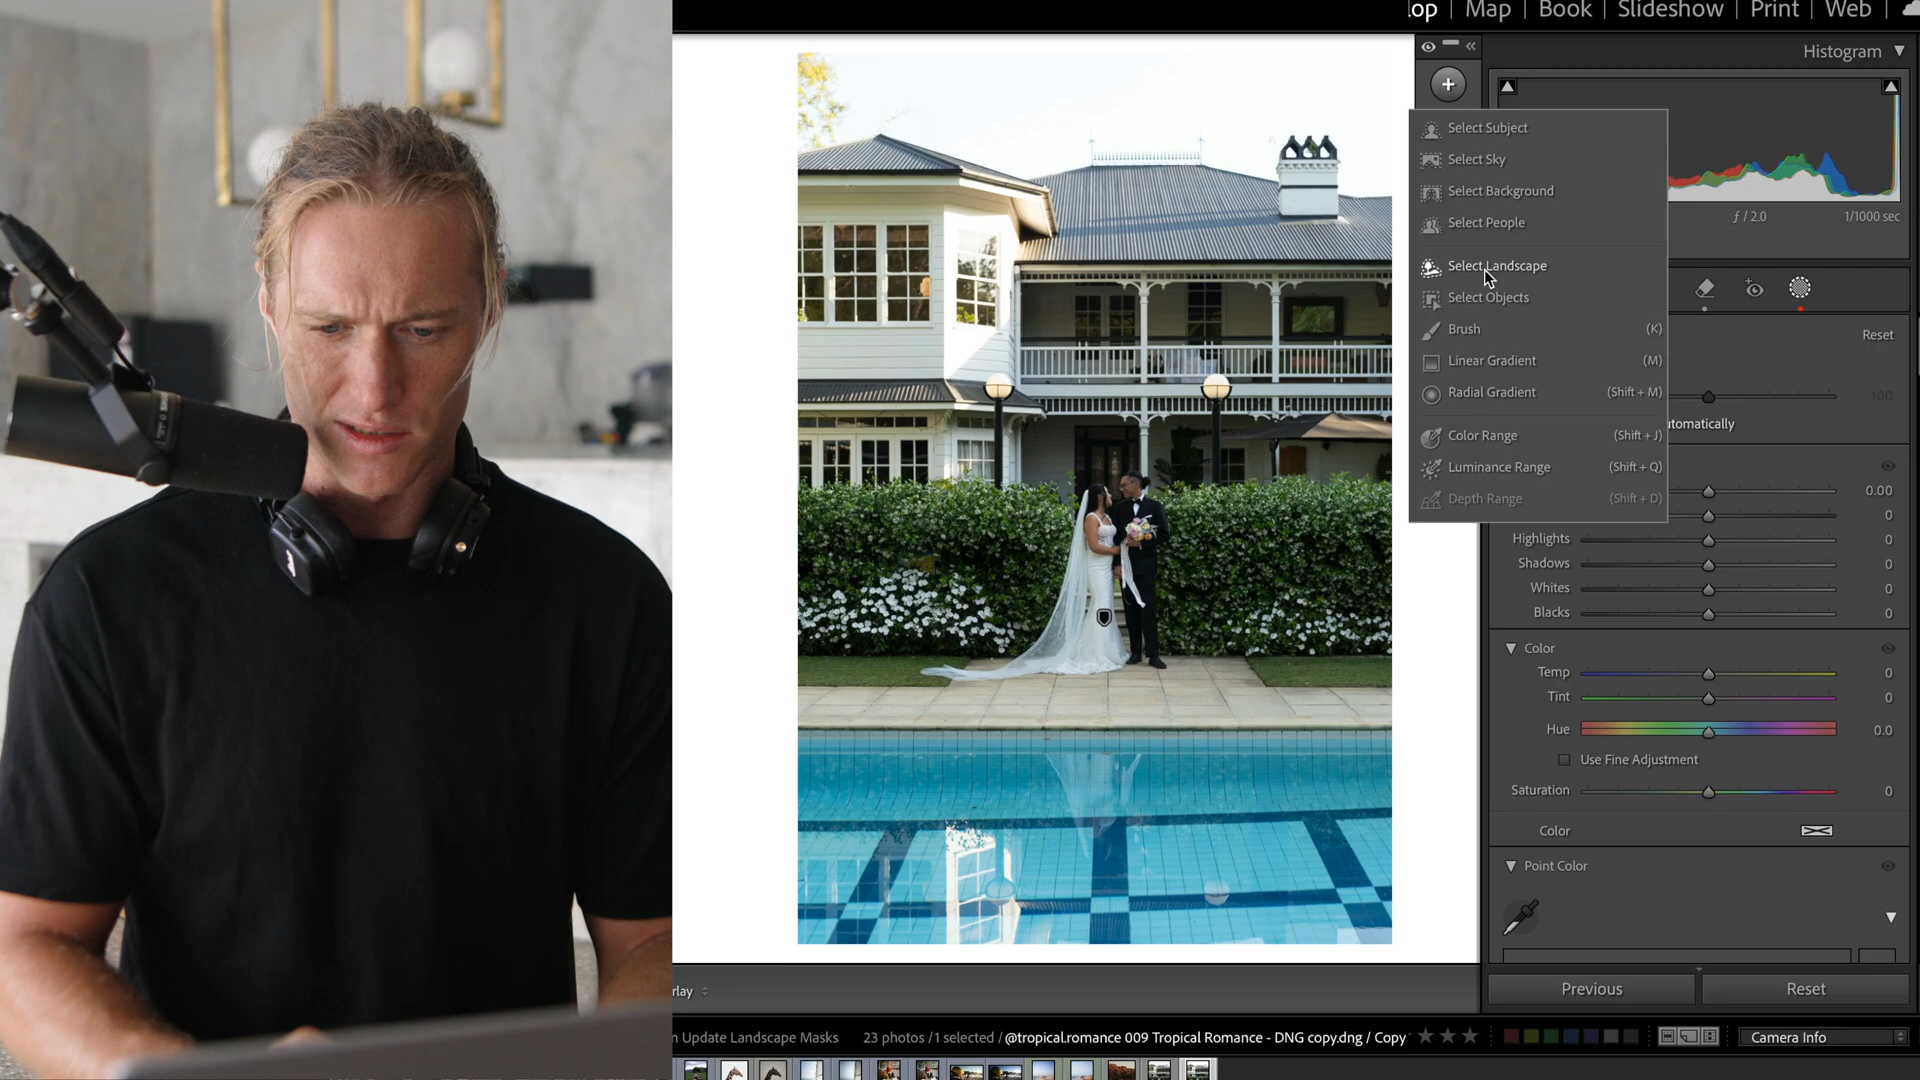 lop | Map | Book | Slideshow | Print | Web
Histogram
ƒ / 2.0 1/1000 sec
Select Subject
Select Sky
Select Background
Select People
Select Landscape
Select Objects
Brush (K)
Linear Gradient (M)
Radial Gradient (Shift + M)
Color Range (Shift + J)
Luminance Range (Shift + Q)
Depth Range (Shift + D)
Reset
100
utomatically
0.00
0
Highlights 0
Shadows 0
Whites 0
Blacks 0
Color
Temp 0
Tint 0
Hue 0.0
Use Fine Adjustment
Saturation 0
Color
Point Color
Previous Reset
rlay
n Update Landscape Masks 23 photos /1 selected / @tropical.romance 009 Tropical Romance - DNG copy.dng / Copy
Camera Info